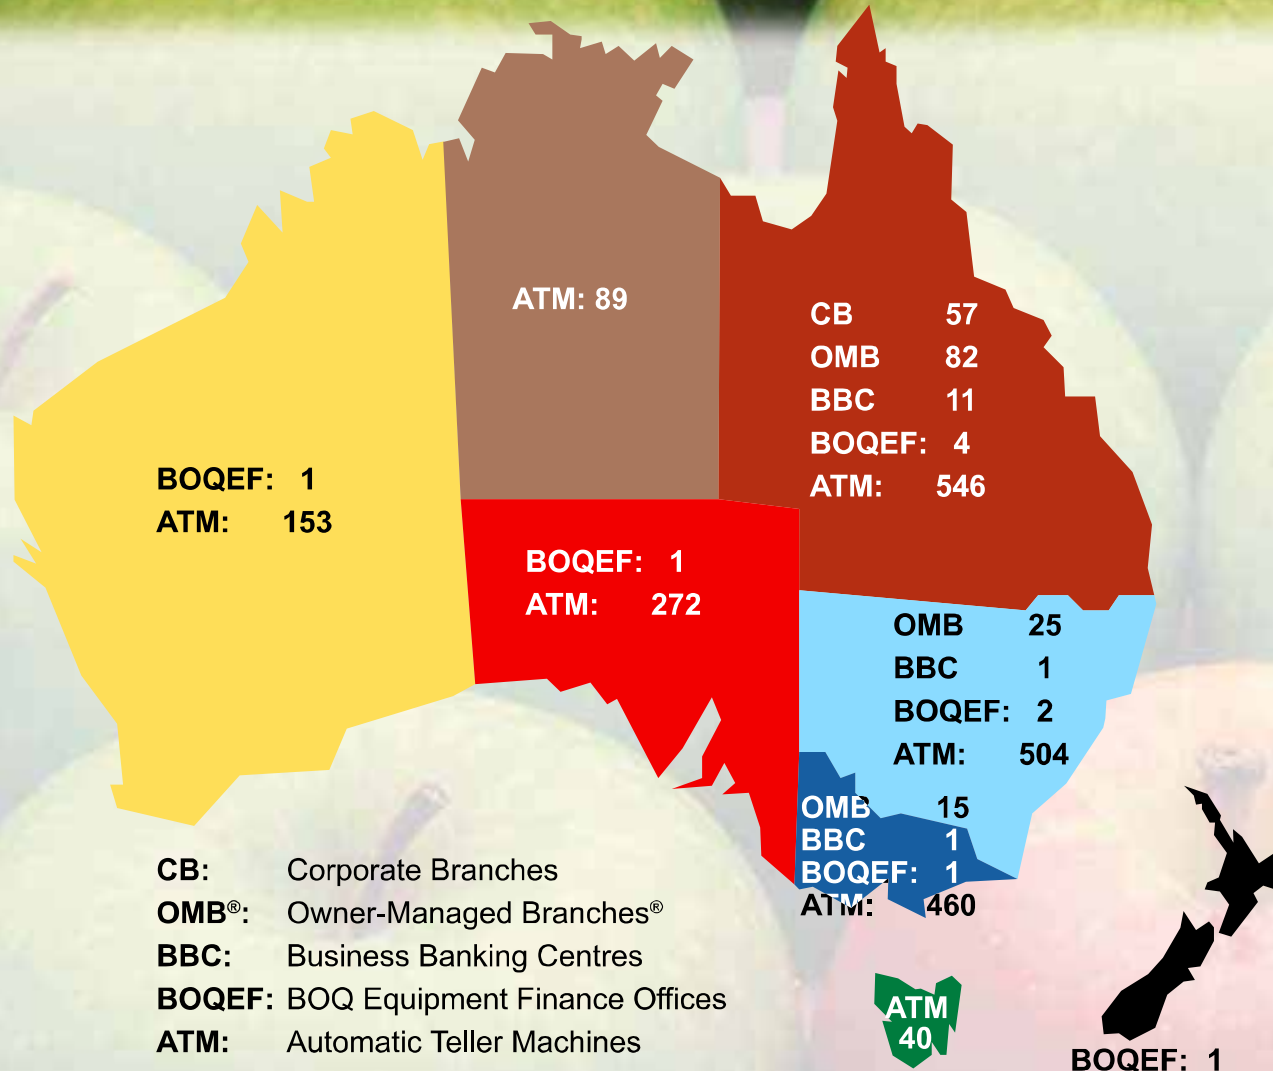 ATM: 89
CB 57
OMB 82
BBC 11
BOQEF: 4
ATM: 546
BOQEF: 1
ATM: 153
BOQEF: 1
ATM: 272
OMB 25
BBC 1
BOQEF: 2
ATM: 504
OMB 15
BBC 1
BOQEF: 1
ATM: 460
CB: Corporate Branches
OMB®: Owner-Managed Branches®
BBC: Business Banking Centres
BOQEF: BOQ Equipment Finance Offices
ATM: Automatic Teller Machines
ATM
40
BOQEF: 1